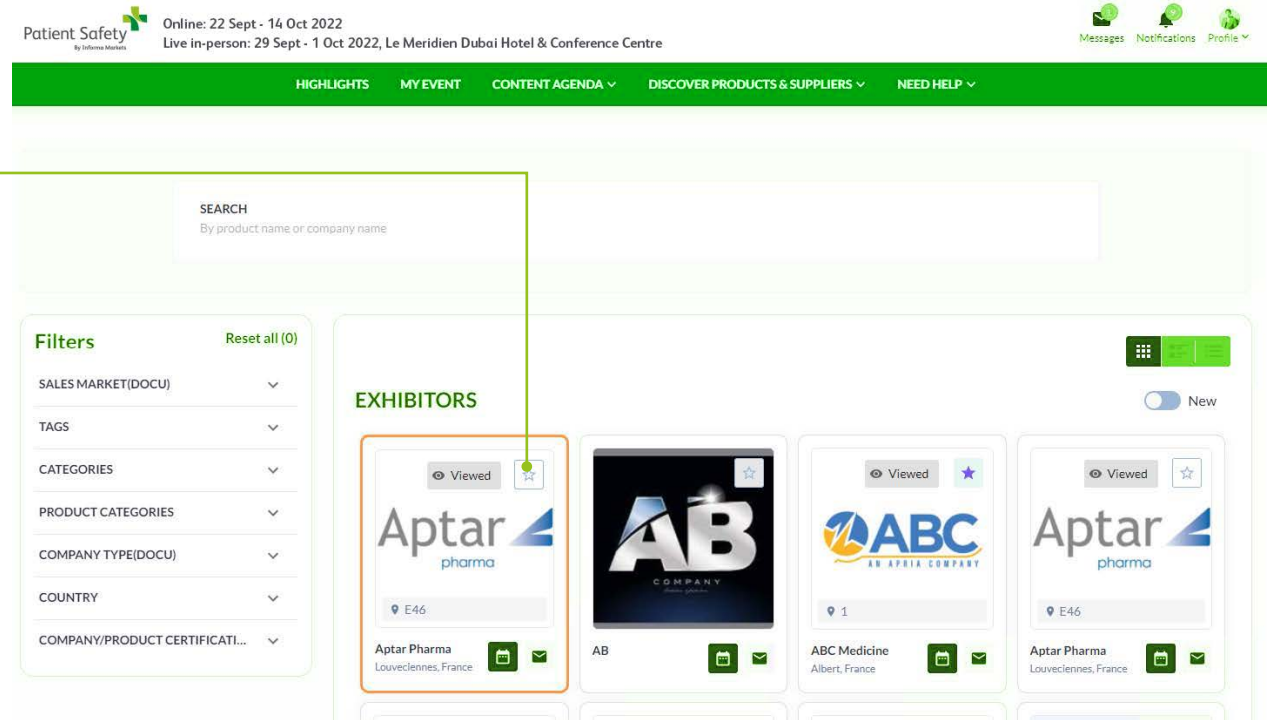 Patient Safety
By Informa Markets
Online: 22 Sept - 14 Oct 2022
Live in-person: 29 Sept - 1 Oct 2022, Le Meridien Dubai Hotel & Conference Centre
Messages Notifications Profile
HIGHLIGHTS MY EVENT CONTENT AGENDA DISCOVER PRODUCTS & SUPPLIERS NEED HELP
SEARCH
By product name or company name
Filters Reset all (0)
SALES MARKET(DOCU)
TAGS
CATEGORIES
PRODUCT CATEGORIES
COMPANY TYPE(DOCU)
COUNTRY
COMPANY/PRODUCT CERTIFICATI...
EXHIBITORS
New
Viewed
Aptar
pharma
E46
Aptar Pharma
Louveciennes, France
AB
COMPANY
AB
Viewed
ABC
AN APRIA COMPANY
1
ABC Medicine
Albert, France
Viewed
Aptar
pharma
E46
Aptar Pharma
Louveciennes, France